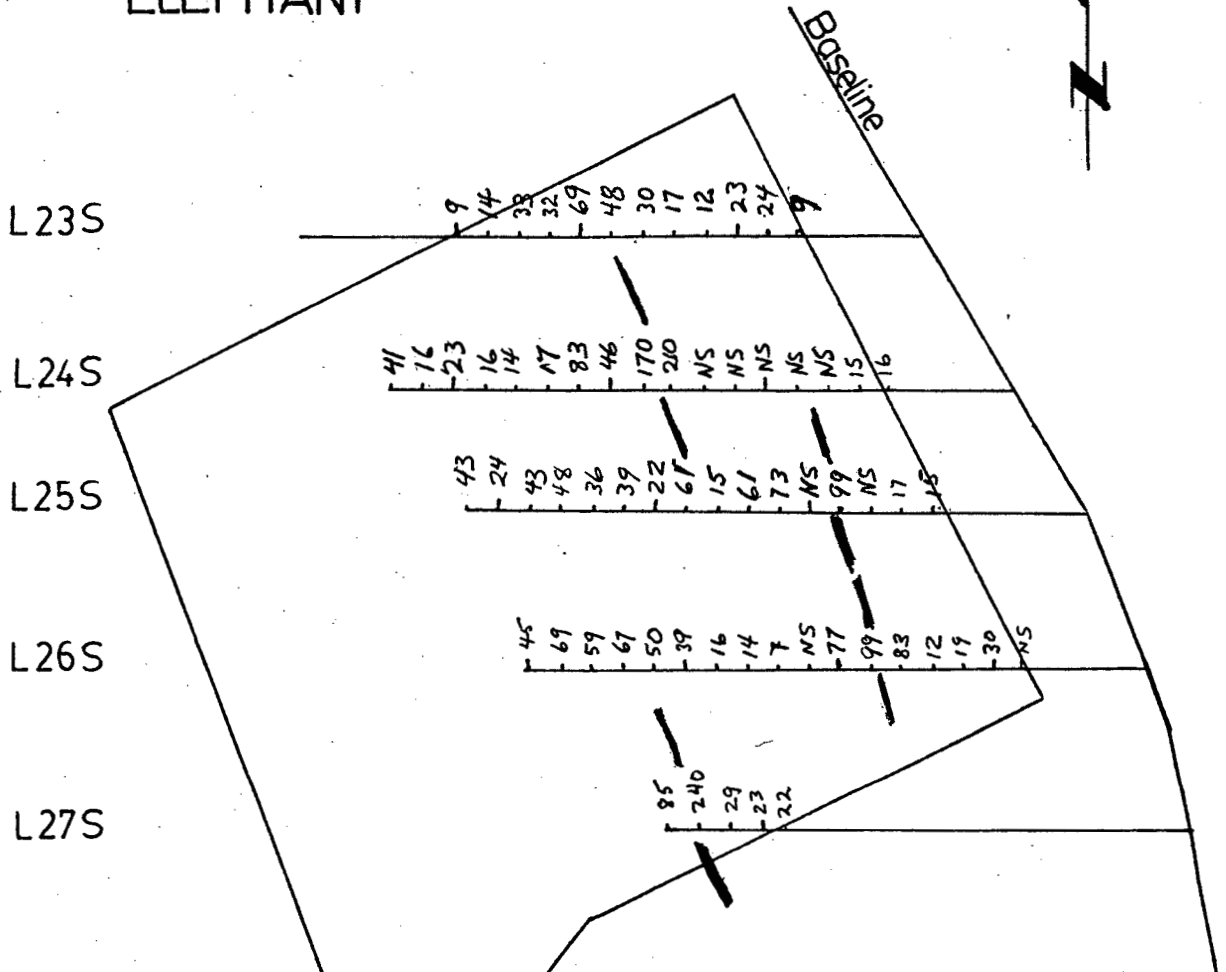 ELEPHANT
Baseline
N
L23S 9 14 33 32 69 48 30 17 12 23 24 9
L24S 41 16 23 16 14 17 83 46 170 210 NS NS NS NS NS 15 16
L25S 43 24 43 48 36 39 22 61 15 61 73 NS 99 NS 17 15
L26S 45 69 59 67 50 39 16 14 7 NS 77 99 83 12 19 30 NS
L27S 85 240 29 23 22